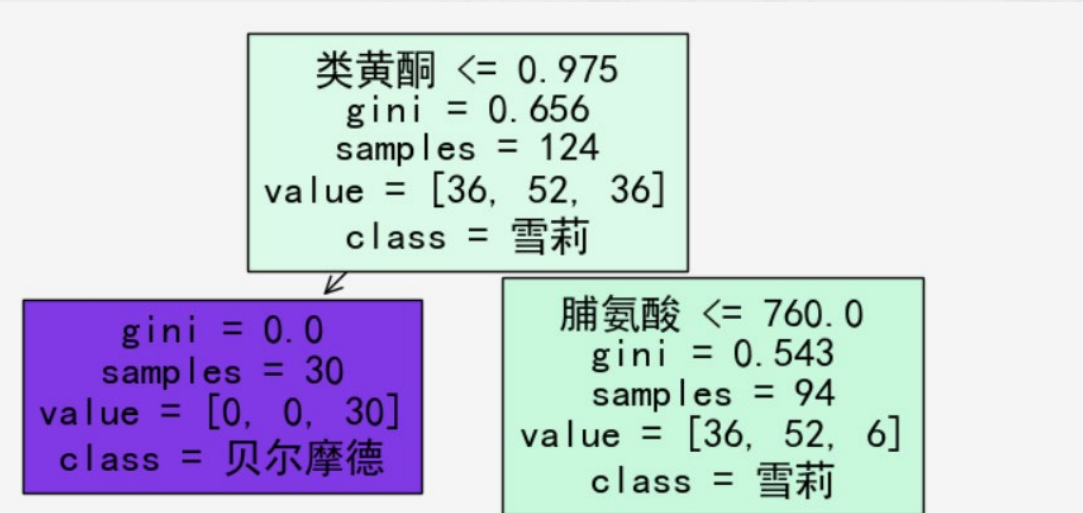 类黄酮 <= 0.975
gini = 0.656
samples = 124
value = [36, 52, 36]
class = 雪莉
gini = 0.0
samples = 30
value = [0, 0, 30]
class = 贝尔摩德
脯氨酸 <= 760.0
gini = 0.543
samples = 94
value = [36, 52, 6]
class = 雪莉